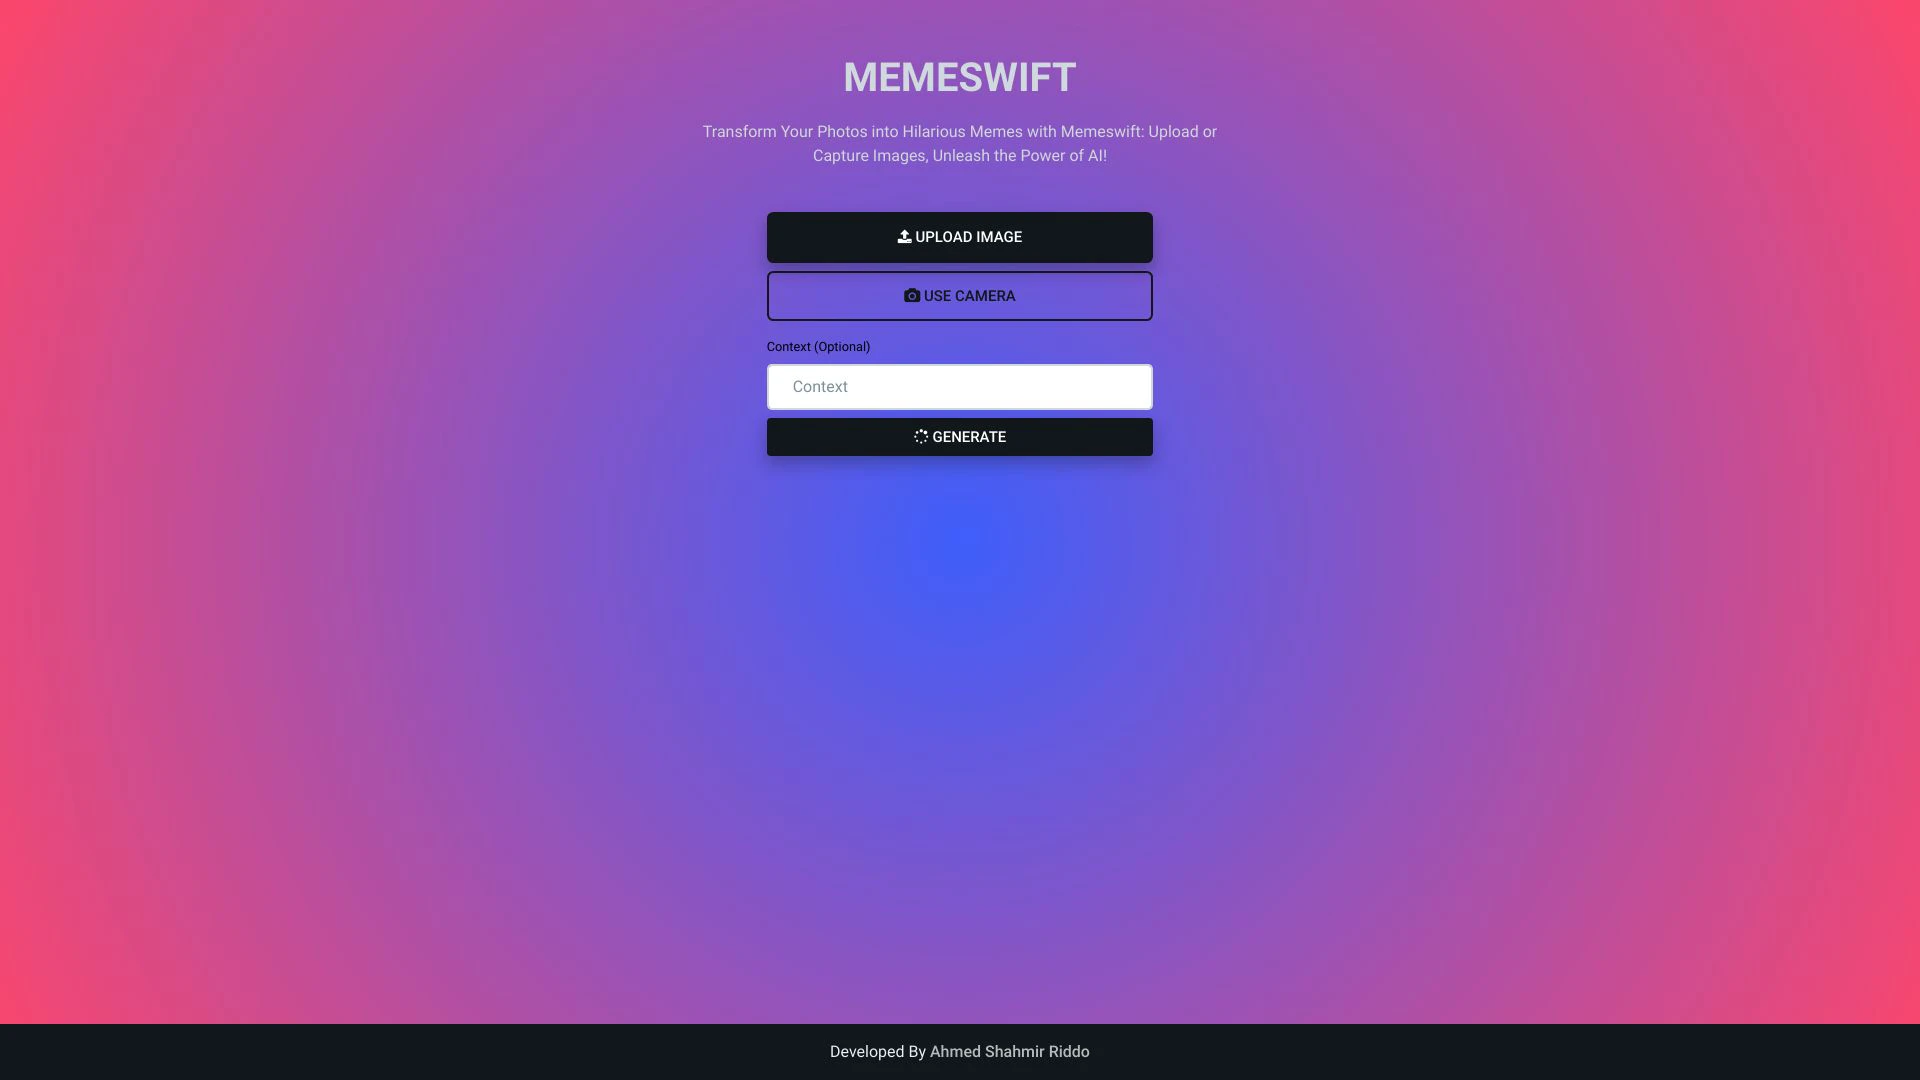 MEMESWIFT
Transform Your Photos into Hilarious Memes with Memeswift: Upload or
Capture Images, Unleash the Power of AI!
UPLOAD IMAGE
USE CAMERA
Context (Optional)
Context
GENERATE
Developed By Ahmed Shahmir Riddo